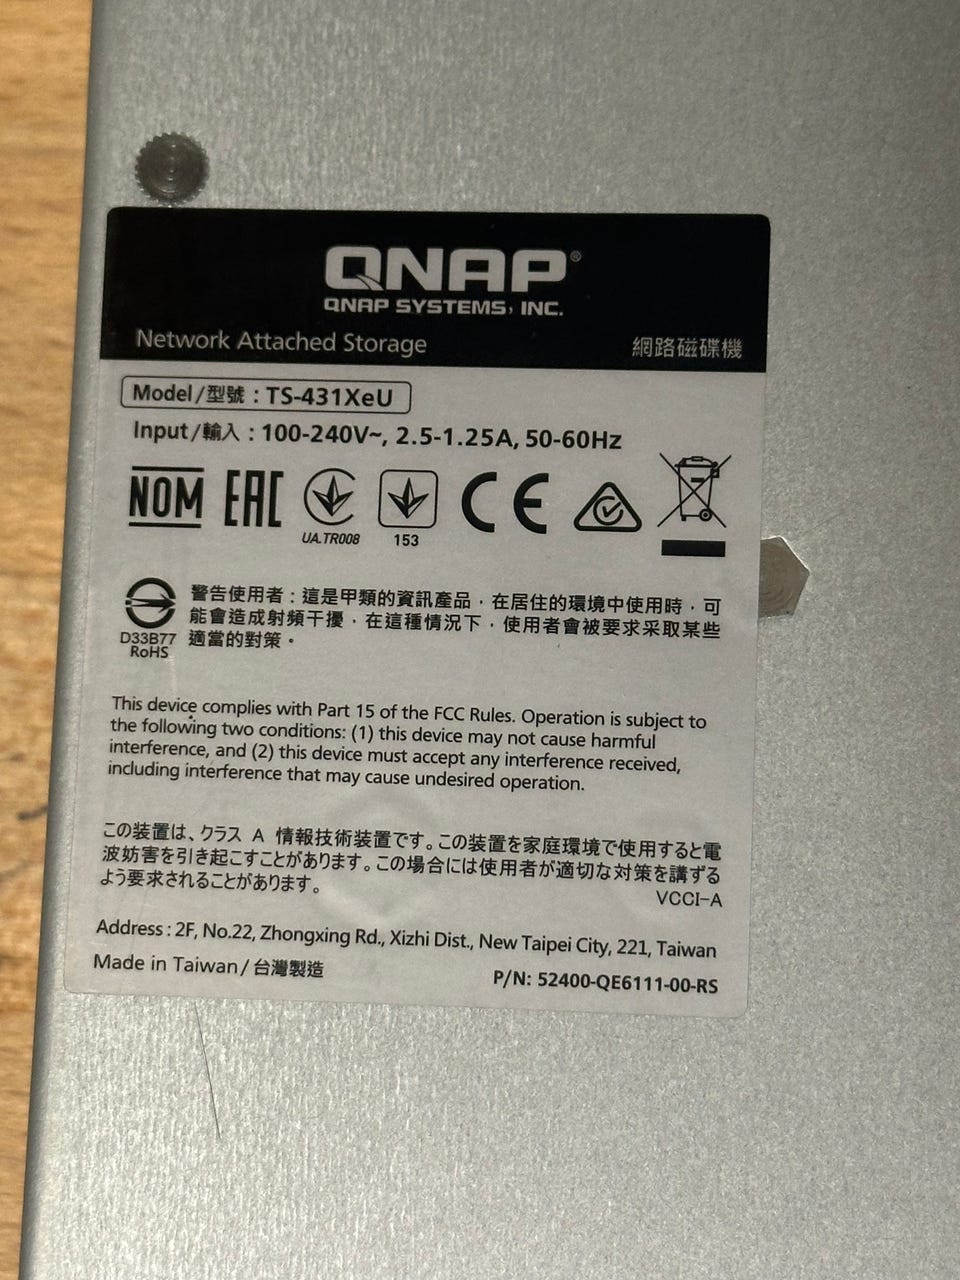 QNAP®
QNAP SYSTEMS, INC.
Network Attached Storage 網路磁碟機
Model/型號：TS-431XeU
Input/輸入：100-240V~, 2.5-1.25A, 50-60Hz
NOM EAC CE
UA.TR008 153
警告使用者：這是甲類的資訊產品，在居住的環境中使用時，可
能會造成射頻干擾，在這種情況下，使用者會被要求采取某些
適當的對策。
D33B77
RoHS
This device complies with Part 15 of the FCC Rules. Operation is subject to
the following two conditions: (1) this device may not cause harmful
interference, and (2) this device must accept any interference received,
including interference that may cause undesired operation.
この装置は、クラス A 情報技術装置です。この装置を家庭環境で使用すると電
波妨害を引き起こすことがあります。この場合には使用者が適切な対策を講ずる
よう要求されることがあります。
VCCI-A
Address : 2F, No.22, Zhongxing Rd., Xizhi Dist., New Taipei City, 221, Taiwan
Made in Taiwan/台灣製造 P/N: 52400-QE6111-00-RS